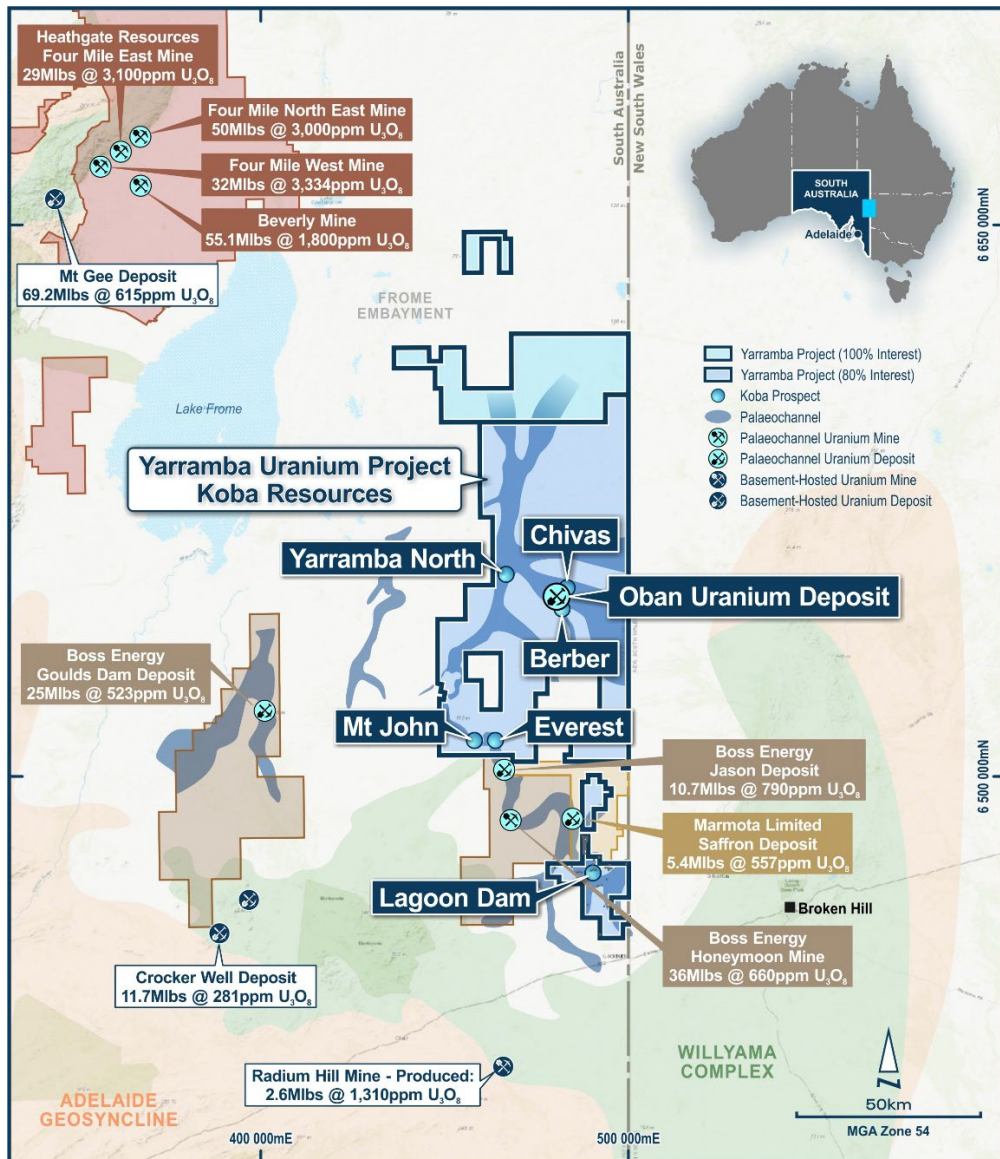 Heathgate Resources
Four Mile East Mine
29Mlbs @ 3,100ppm U₃O₈
Four Mile North East Mine
50Mlbs @ 3,000ppm U₃O₈
Four Mile West Mine
32Mlbs @ 3,334ppm U₃O₈
Beverly Mine
55.1Mlbs @ 1,800ppm U₃O₈
Mt Gee Deposit
69.2Mlbs @ 615ppm U₃O₈
South Australia
New South Wales
SOUTH
AUSTRALIA
Adelaide
6 650 000mN
FROME
EMBAYMENT
Lake Frome
Yarramba Project (100% Interest)
Yarramba Project (80% Interest)
Koba Prospect
Palaeochannel
Palaeochannel Uranium Mine
Palaeochannel Uranium Deposit
Basement-Hosted Uranium Mine
Basement-Hosted Uranium Deposit
Yarramba Uranium Project
Koba Resources
Chivas
Yarramba North
Oban Uranium Deposit
Berber
Boss Energy
Goulds Dam Deposit
25Mlbs @ 523ppm U₃O₈
Mt John
Everest
Boss Energy
Jason Deposit
10.7Mlbs @ 790ppm U₃O₈
6 500 000mN
Marmota Limited
Saffron Deposit
5.4Mlbs @ 557ppm U₃O₈
Lagoon Dam
Broken Hill
Boss Energy
Honeymoon Mine
36Mlbs @ 660ppm U₃O₈
Crocker Well Deposit
11.7Mlbs @ 281ppm U₃O₈
Radium Hill Mine - Produced:
2.6Mlbs @ 1,310ppm U₃O₈
WILLYAMA
COMPLEX
ADELAIDE
GEOSYNCLINE
N
50km
MGA Zone 54
400 000mE
500 000mE